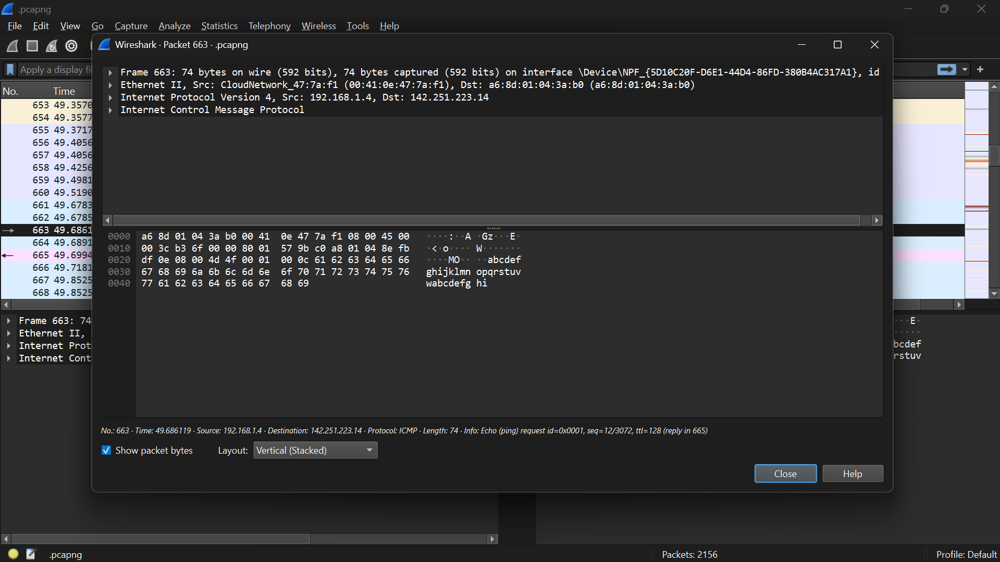 .pcapng
File Edit View Go Capture Analyze Statistics Telephony Wireless Tools Help
Wireshark · Packet 663 · .pcapng
Apply a display fil
Frame 663: 74 bytes on wire (592 bits), 74 bytes captured (592 bits) on interface \Device\NPF_{5D10C20F-D6E1-44D4-86FD-380B4AC317A1}, id
Ethernet II, Src: CloudNetwork_47:7a:f1 (00:41:0e:47:7a:f1), Dst: a6:8d:01:04:3a:b0 (a6:8d:01:04:3a:b0)
Internet Protocol Version 4, Src: 192.168.1.4, Dst: 142.251.223.14
Internet Control Message Protocol
No. Time
653 49.3570
654 49.3577
655 49.3717
656 49.4056
657 49.4056
658 49.4256
659 49.4981
660 49.5190
661 49.6783
662 49.6785
663 49.6861
664 49.6891
665 49.6994
666 49.7181
667 49.8525
668 49.8525
0000 a6 8d 01 04 3a b0 00 41 0e 47 7a f1 08 00 45 00 ····:··A ·Gz···E·
0010 00 3c b3 6f 00 00 80 01 57 9b c0 a8 01 04 8e fb ·<·o···· W·······
0020 df 0e 08 00 4d 4f 00 01 00 0c 61 62 63 64 65 66 ····MO·· ··abcdef
0030 67 68 69 6a 6b 6c 6d 6e 6f 70 71 72 73 74 75 76 ghijklmn opqrstuv
0040 77 61 62 63 64 65 66 67 68 69 wabcdefg hi
Frame 663: 74
Ethernet II,
Internet Prot
Internet Cont
···E·
·····
bcdef
rstuv
No.: 663 · Time: 49.686119 · Source: 192.168.1.4 · Destination: 142.251.223.14 · Protocol: ICMP · Length: 74 · Info: Echo (ping) request id=0x0001, seq=12/3072, ttl=128 (reply in 665)
Show packet bytes Layout: Vertical (Stacked)
Close Help
.pcapng Packets: 2156 Profile: Default